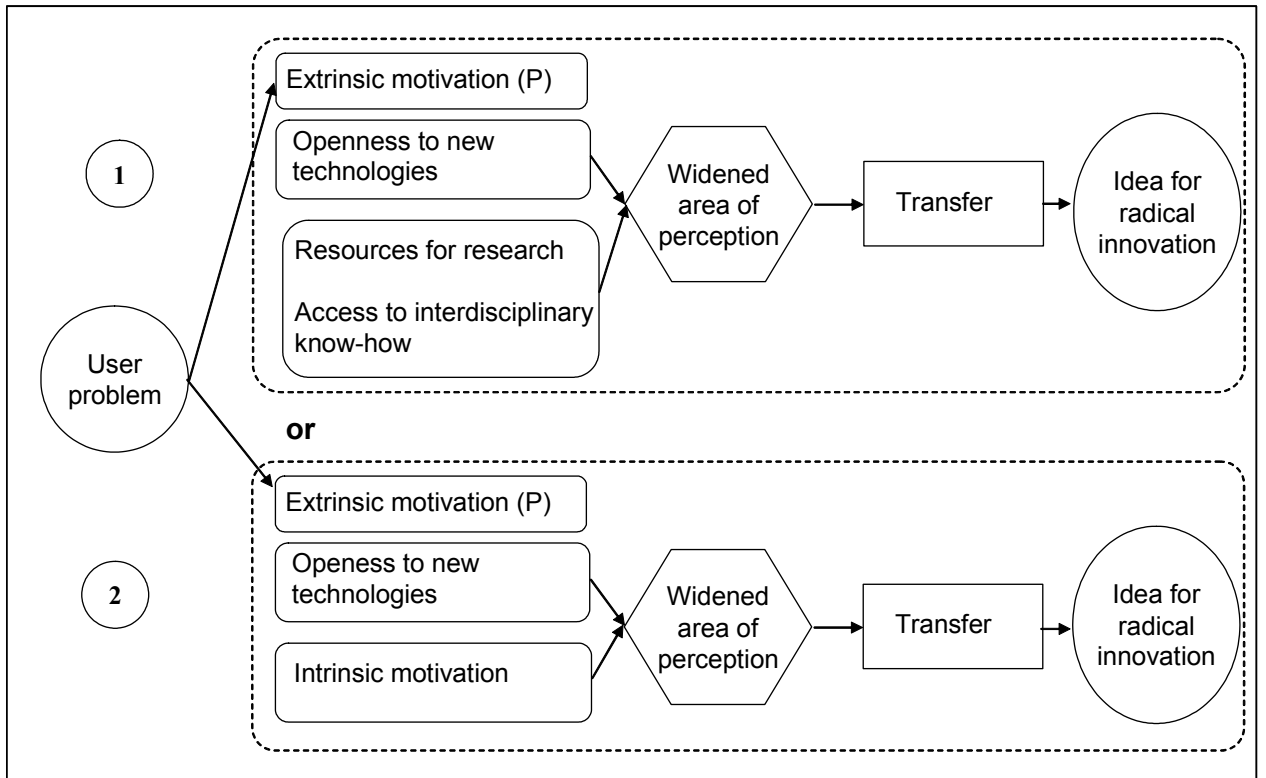 Extrinsic motivation (P)
1
Openness to new
technologies
Resources for research
Access to interdisciplinary
know-how
Widened
area of
perception
Transfer
Idea for
radical
innovation
User
problem
or
Extrinsic motivation (P)
2
Openess to new
technologies
Intrinsic motivation
Widened
area of
perception
Transfer
Idea for
radical
innovation